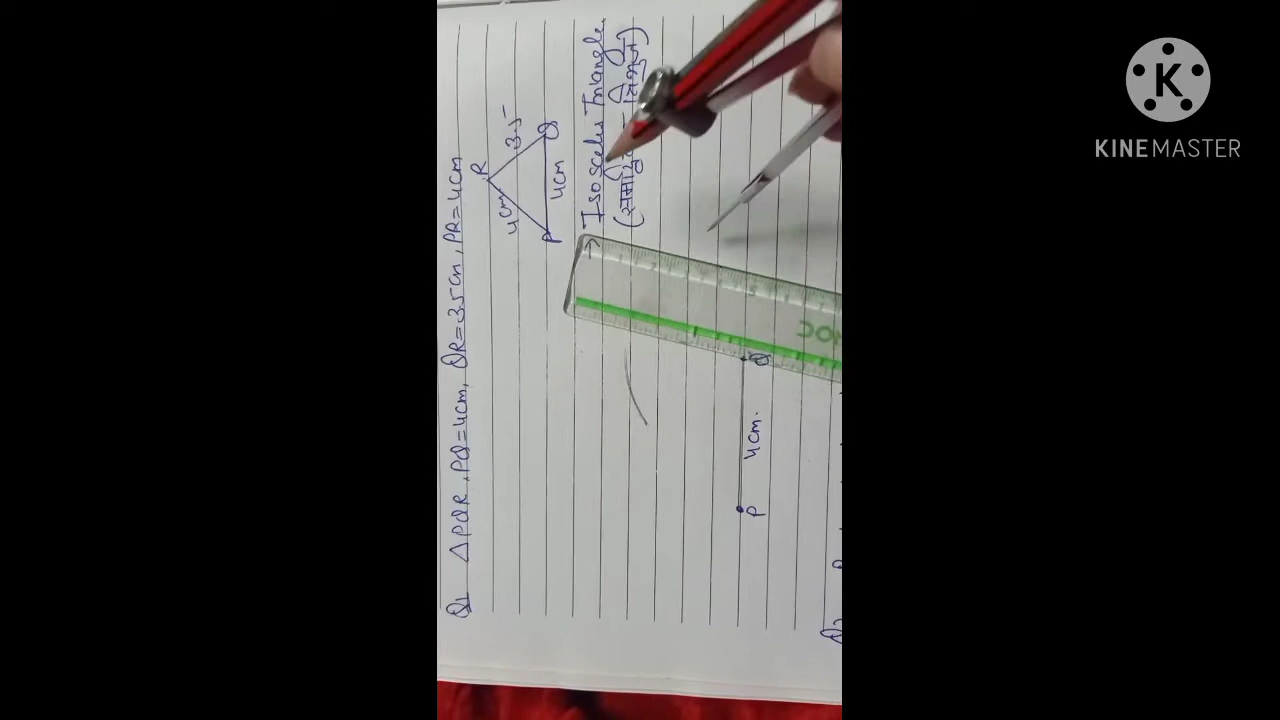 Q1 △PQR, PQ=4cm, QR=3.5cm, PR=4cm
R
4cm
3.5
P
Q
4cm
→ Isosceles Triangle.
P
4cm.
Q
K
KINEMASTER